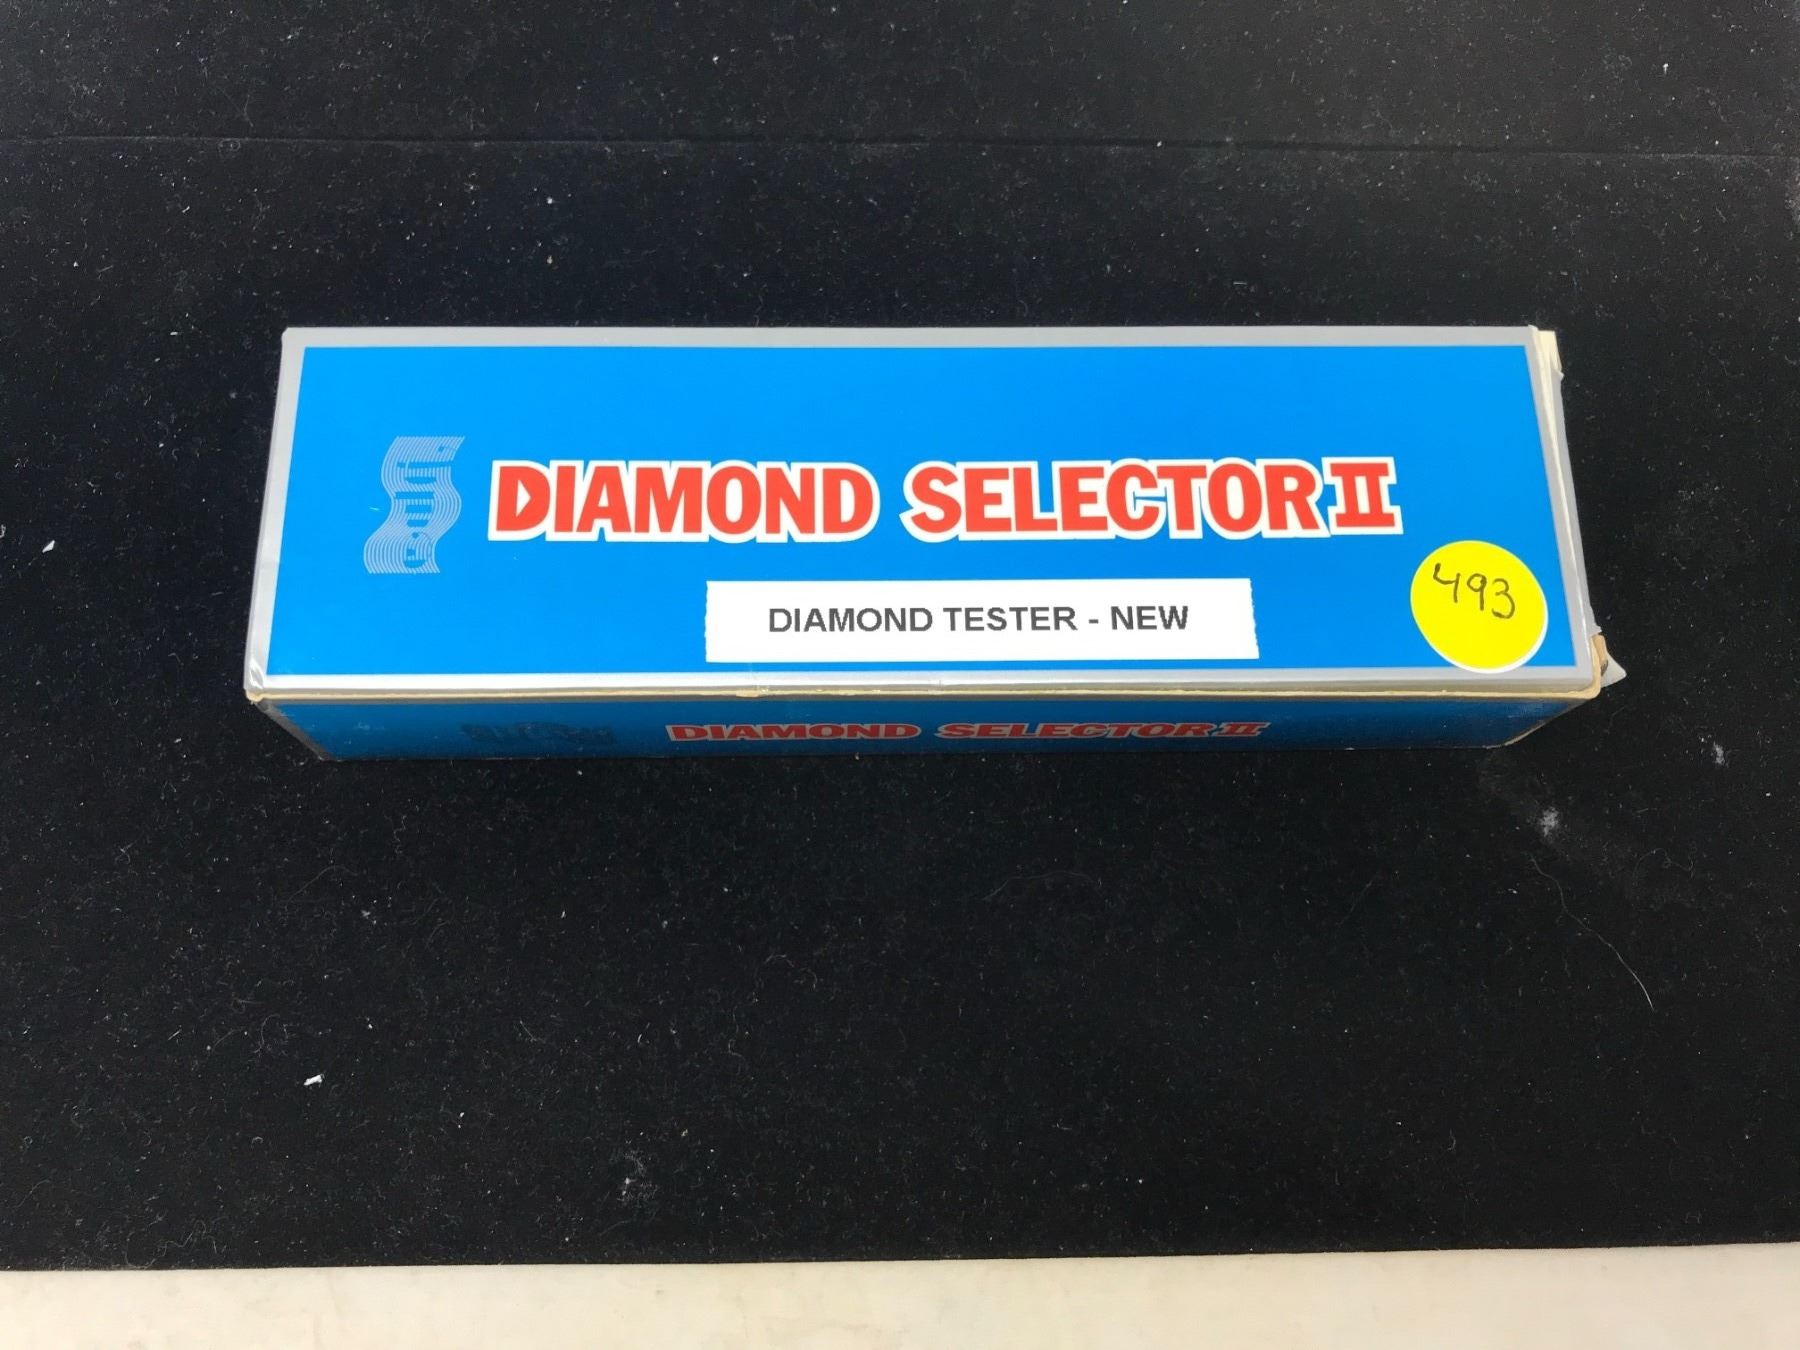 DIAMOND SELECTOR II
DIAMOND TESTER - NEW
493
DIAMOND SELECTOR II